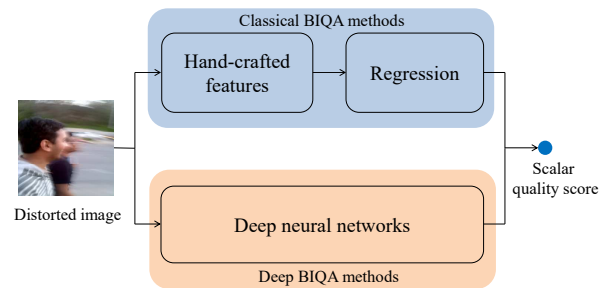 Classical BIQA methods
Hand-crafted
features
Regression
Distorted image
Scalar
quality score
Deep neural networks
Deep BIQA methods